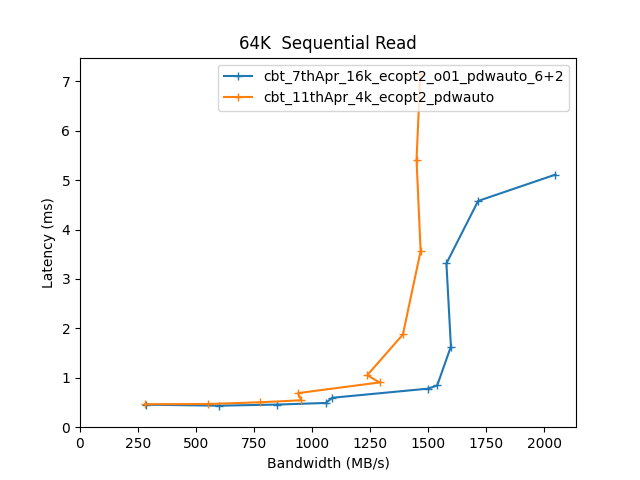 64K  Sequential Read
cbt_7thApr_16k_ecopt2_o01_pdwauto_6+2
cbt_11thApr_4k_ecopt2_pdwauto
Latency (ms)
7
6
5
4
3
2
1
0
0 250 500 750 1000 1250 1500 1750 2000
Bandwidth (MB/s)